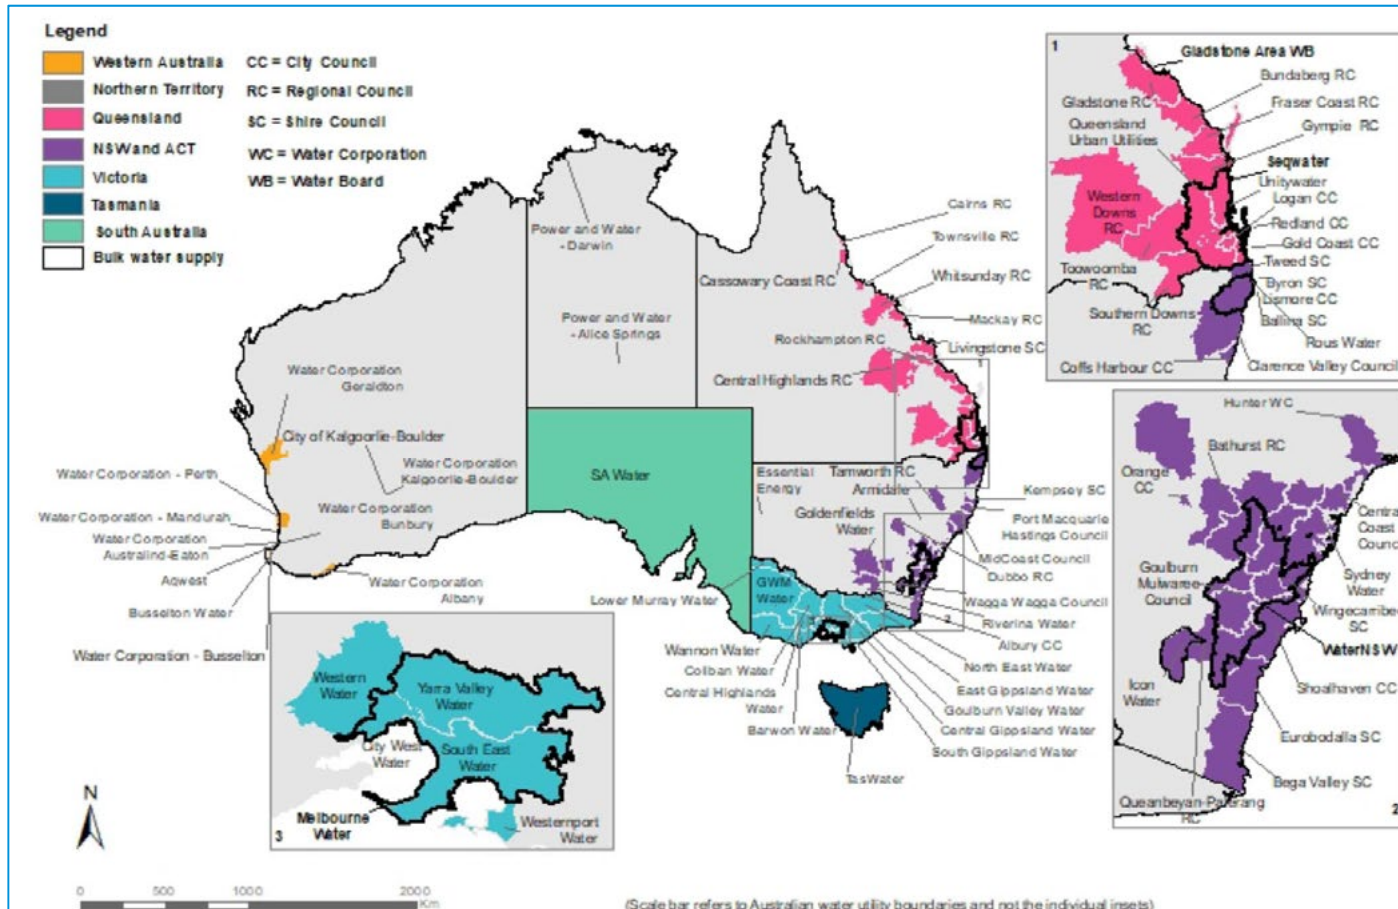 Legend
Western Australia
Northern Territory
Queensland
NSW and ACT
Victoria
Tasmania
South Australia
Bulk water supply
CC = City Council
RC = Regional Council
SC = Shire Council
WC = Water Corporation
WB = Water Board
Power and Water
- Darwin
Power and Water
- Alice Springs
Cairns RC
Townsville RC
Cassowary Coast RC
Whitsunday RC
Mackay RC
Rockhampton RC
Livingstone SC
Central Highlands RC
1
Water Corporation
Geraldton
City of Kalgoorlie-Boulder
Water Corporation
Kalgoorlie-Boulder
Water Corporation - Perth
Water Corporation - Mandurah
Water Corporation
Bunbury
Water Corporation
Australind-Eaton
Aqwest
Busselton Water
Water Corporation
Albany
Water Corporation - Busselton
SA Water
Essential
Energy
Tamworth RC
Armidale
Goldenfields
Water
Kempsey SC
Port Macquarie
Hastings Council
MidCoast Council
Dubbo RC
Lower Murray Water
GWM
Water
Wagga Wagga Council
Riverina Water
2
Albury CC
Wannon Water
Coliban Water
North East Water
Central Highlands
Water
East Gippsland Water
Goulburn Valley Water
Barwon Water
Central Gippsland Water
South Gippsland Water
TasWater
1
Gladstone Area WB
Bundaberg RC
Gladstone RC
Fraser Coast RC
Queensland
Urban Utilities
Gympie RC
Seqwater
Unitywater
Western
Downs
RC
Logan CC
Redland CC
Gold Coast CC
Toowoomba
RC
Tweed SC
Byron SC
Lismore CC
Southern Downs
RC
Ballina SC
Rous Water
Coffs Harbour CC
Clarence Valley Council
Hunter WC
Bathurst RC
Orange
CC
Central
Coast
Counc
Goulburn
Mulwaree
Council
Sydney
Water
Wingecarribe
SC
WaterNSW
Icon
Water
Shoalhaven CC
Eurobodalla SC
Bega Valley SC
Queanbeyan-Palerang
RC
2
Western
Water
Yarra Valley
Water
City West
Water
South East
Water
Melbourne
Water
Westernport
Water
3
N
0 500 1000 2000
Km
(Scale bar refers to Australian water utility boundaries and not the individual insets)